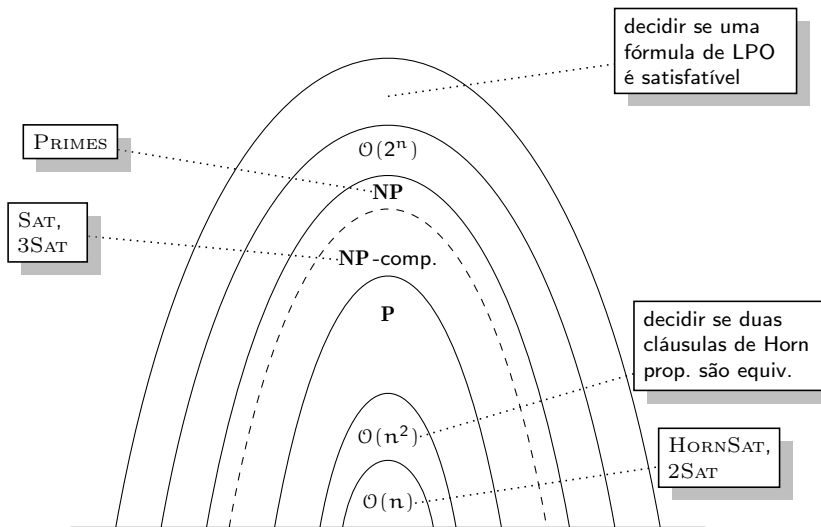 decidir se uma
fórmula de LPO
é satisfatível
PRIMES
O(2ⁿ)
NP
SAT,
3SAT
NP-comp.
P
decidir se duas
cláusulas de Horn
prop. são equiv.
O(n²)
HORNSAT,
2SAT
O(n)